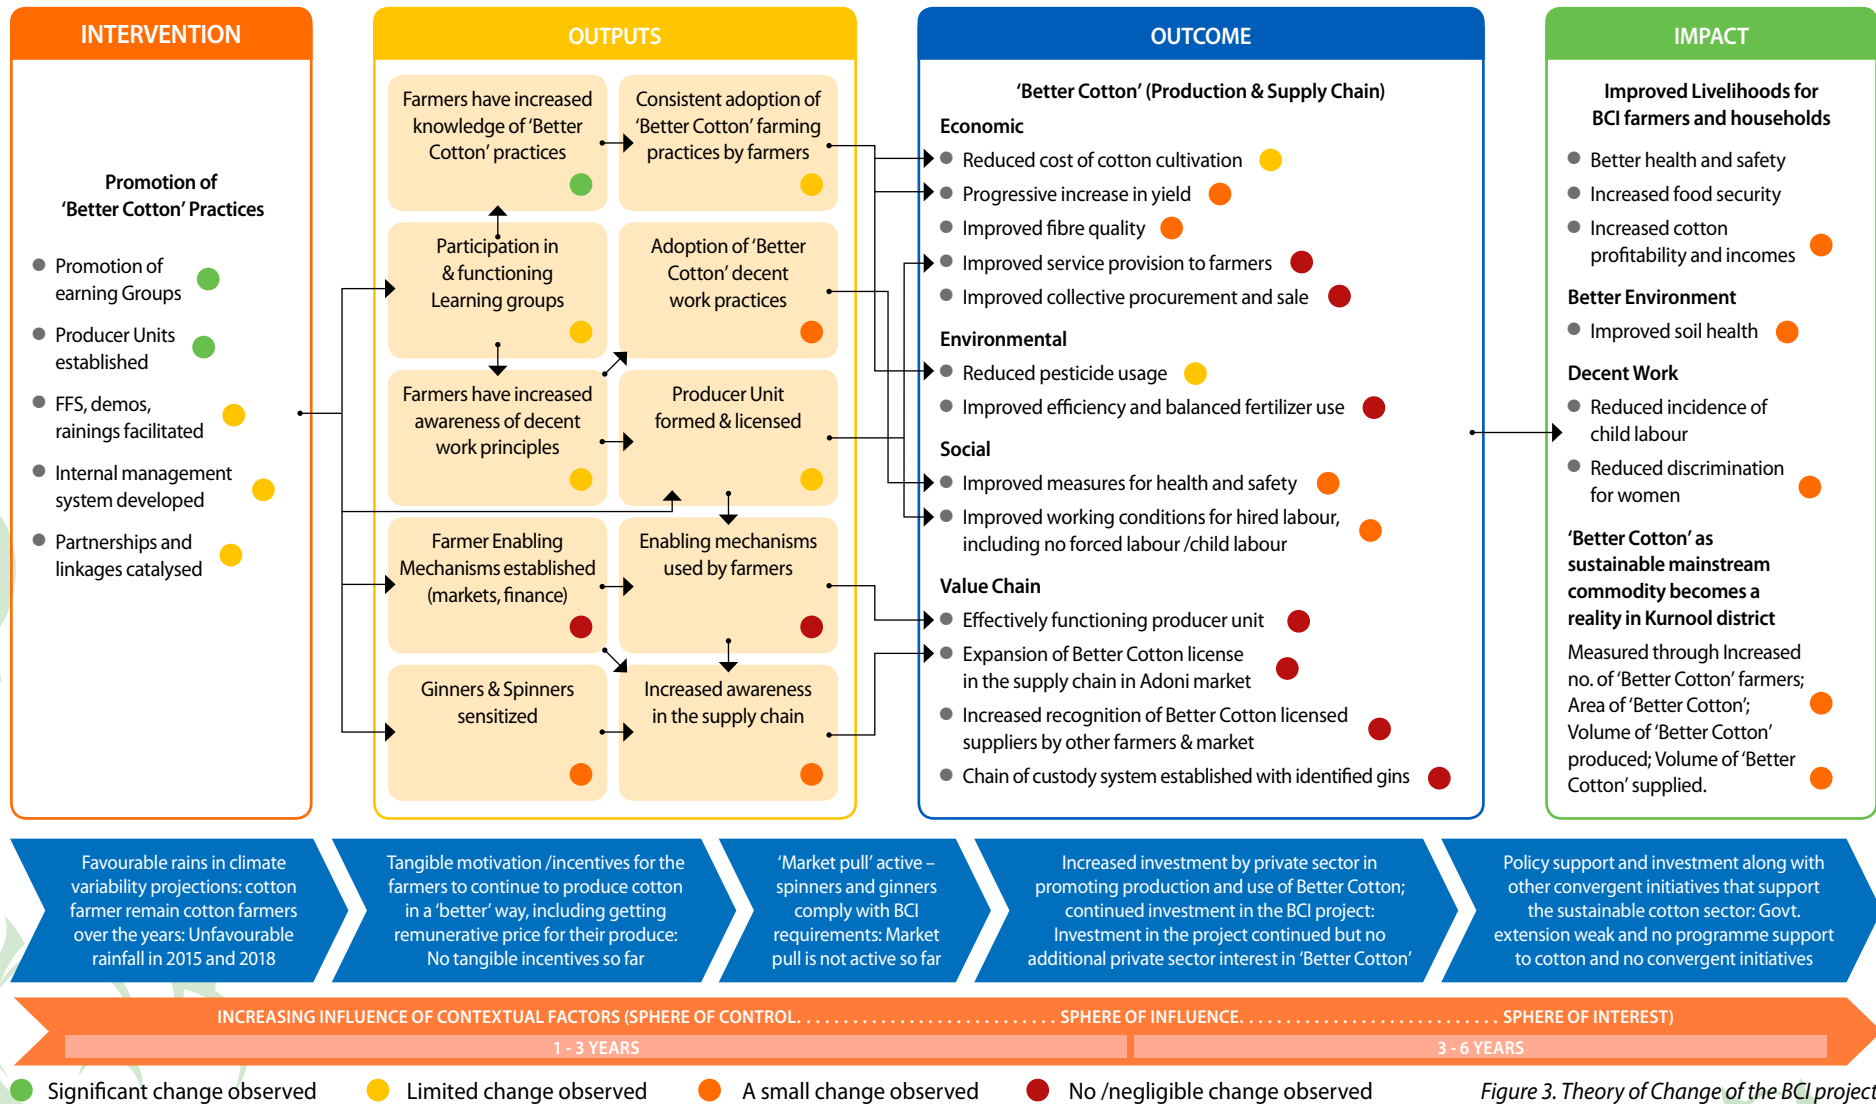 INTERVENTION
Promotion of
'Better Cotton' Practices
Promotion of
earning Groups
Producer Units
established
FFS, demos,
rainings facilitated
Internal management
system developed
Partnerships and
linkages catalysed
OUTPUTS
Farmers have increased
knowledge of 'Better
Cotton' practices
Consistent adoption of
'Better Cotton' farming
practices by farmers
Participation in
& functioning
Learning groups
Adoption of 'Better
Cotton' decent
work practices
Farmers have increased
awareness of decent
work principles
Producer Unit
formed & licensed
Farmer Enabling
Mechanisms established
(markets, finance)
Enabling mechanisms
used by farmers
Ginners & Spinners
sensitized
Increased awareness
in the supply chain
OUTCOME
'Better Cotton' (Production & Supply Chain)
Economic
Reduced cost of cotton cultivation
Progressive increase in yield
Improved fibre quality
Improved service provision to farmers
Improved collective procurement and sale
Environmental
Reduced pesticide usage
Improved efficiency and balanced fertilizer use
Social
Improved measures for health and safety
Improved working conditions for hired labour,
including no forced labour /child labour
Value Chain
Effectively functioning producer unit
Expansion of Better Cotton license
in the supply chain in Adoni market
Increased recognition of Better Cotton licensed
suppliers by other farmers & market
Chain of custody system established with identified gins
IMPACT
Improved Livelihoods for
BCI farmers and households
Better health and safety
Increased food security
Increased cotton
profitability and incomes
Better Environment
Improved soil health
Decent Work
Reduced incidence of
child labour
Reduced discrimination
for women
'Better Cotton' as
sustainable mainstream
commodity becomes a
reality in Kurnool district
Measured through Increased
no. of 'Better Cotton' farmers;
Area of 'Better Cotton';
Volume of 'Better Cotton'
produced; Volume of 'Better
Cotton' supplied.
Favourable rains in climate
variability projections: cotton
farmer remain cotton farmers
over the years: Unfavourable
rainfall in 2015 and 2018
Tangible motivation /incentives for the
farmers to continue to produce cotton
in a 'better' way, including getting
remunerative price for their produce:
No tangible incentives so far
'Market pull' active –
spinners and ginners
comply with BCI
requirements: Market
pull is not active so far
Increased investment by private sector in
promoting production and use of Better Cotton;
continued investment in the BCI project:
Investment in the project continued but no
additional private sector interest in 'Better Cotton'
Policy support and investment along with
other convergent initiatives that support
the sustainable cotton sector: Govt.
extension weak and no programme support
to cotton and no convergent initiatives
INCREASING INFLUENCE OF CONTEXTUAL FACTORS (SPHERE OF CONTROL. . . . . . . . . . . . . . . . . . . . . . . . . . . SPHERE OF INFLUENCE. . . . . . . . . . . . . . . . . . . . . . . . . . . SPHERE OF INTEREST)
1 - 3 YEARS
3 - 6 YEARS
Significant change observed
Limited change observed
A small change observed
No /negligible change observed
Figure 3. Theory of Change of the BCI project